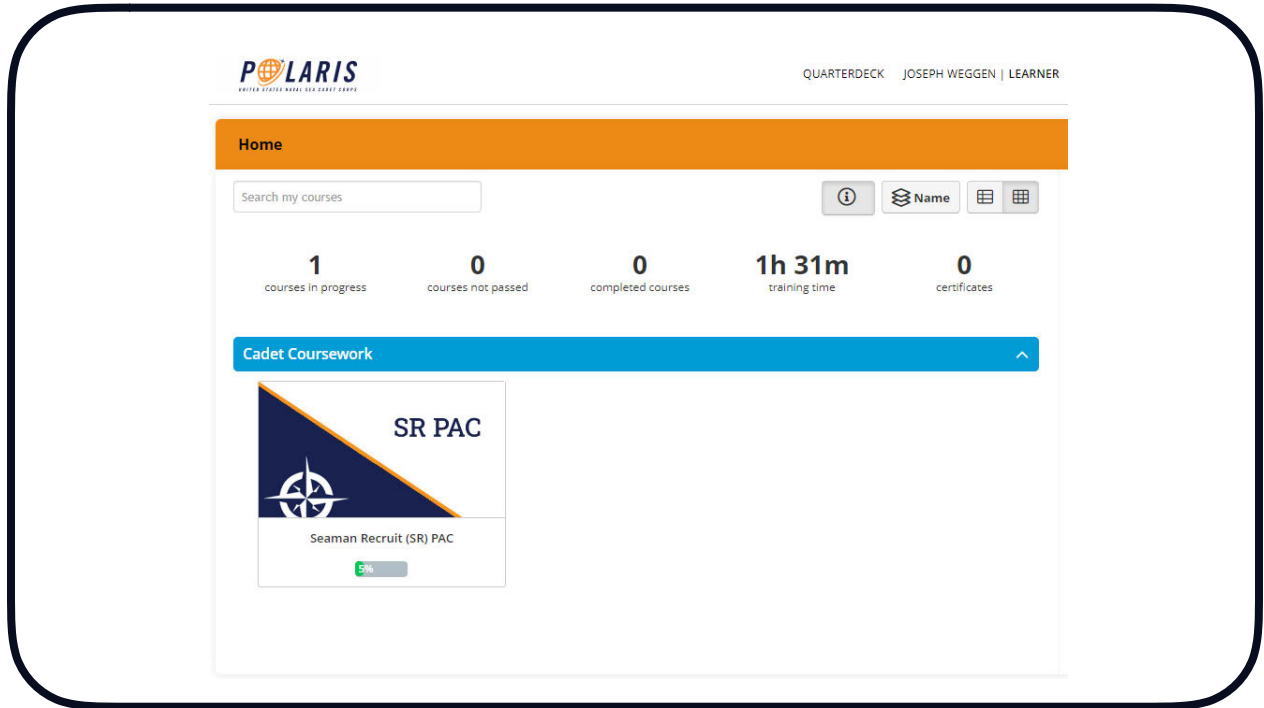 POLARIS
UNITED STATES NAVAL SEA CADET CORPS
QUARTERDECK JOSEPH WEGGEN | LEARNER
Home
Search my courses
Name
1 0 0 1h 31m 0
courses in progress courses not passed completed courses training time certificates
Cadet Coursework
SR PAC
Seaman Recruit (SR) PAC
5%